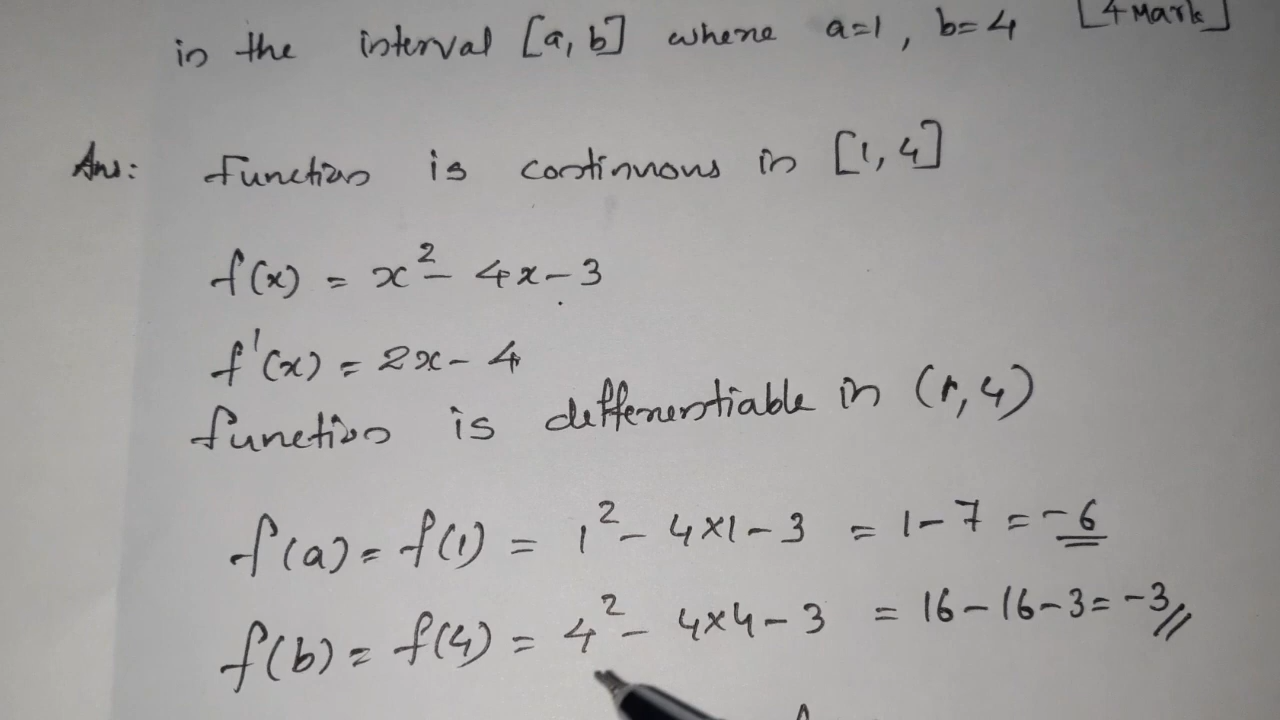 in the interval [a, b] where a=1, b=4 [4 Mark]
Ans: Function is continuous in [1, 4]
f(x) = x² - 4x - 3
f'(x) = 2x - 4
function is differentiable in (1, 4)
f(a) = f(1) = 1² - 4×1 - 3 = 1 - 7 = -6
f(b) = f(4) = 4² - 4×4 - 3 = 16 - 16 - 3 = -3//